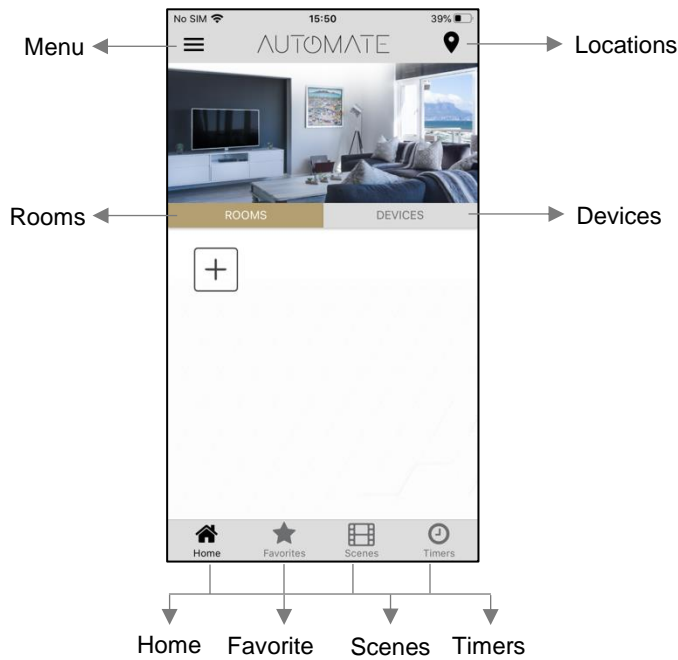 No SIM 15:50 39%
Menu AUTOMATE Locations
Rooms ROOMS DEVICES Devices
Home Favorites Scenes Timers
Home Favorite Scenes Timers